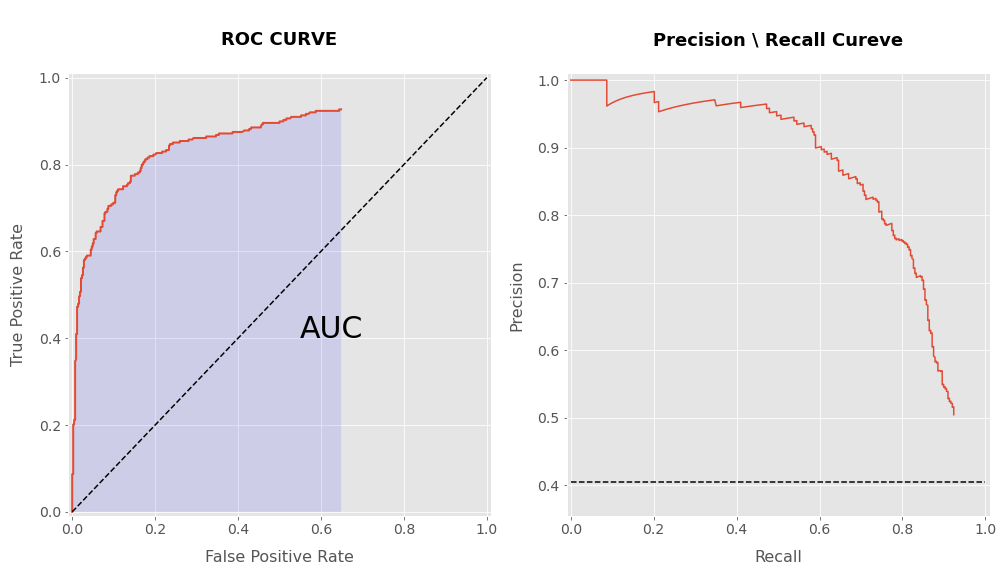 ROC CURVE
1.0
0.8
0.6
0.4
0.2
0.0
True Positive Rate
AUC
0.0 0.2 0.4 0.6 0.8 1.0
False Positive Rate
Precision \ Recall Cureve
1.0
0.9
0.8
0.7
0.6
0.5
0.4
Precision
0.0 0.2 0.4 0.6 0.8 1.0
Recall